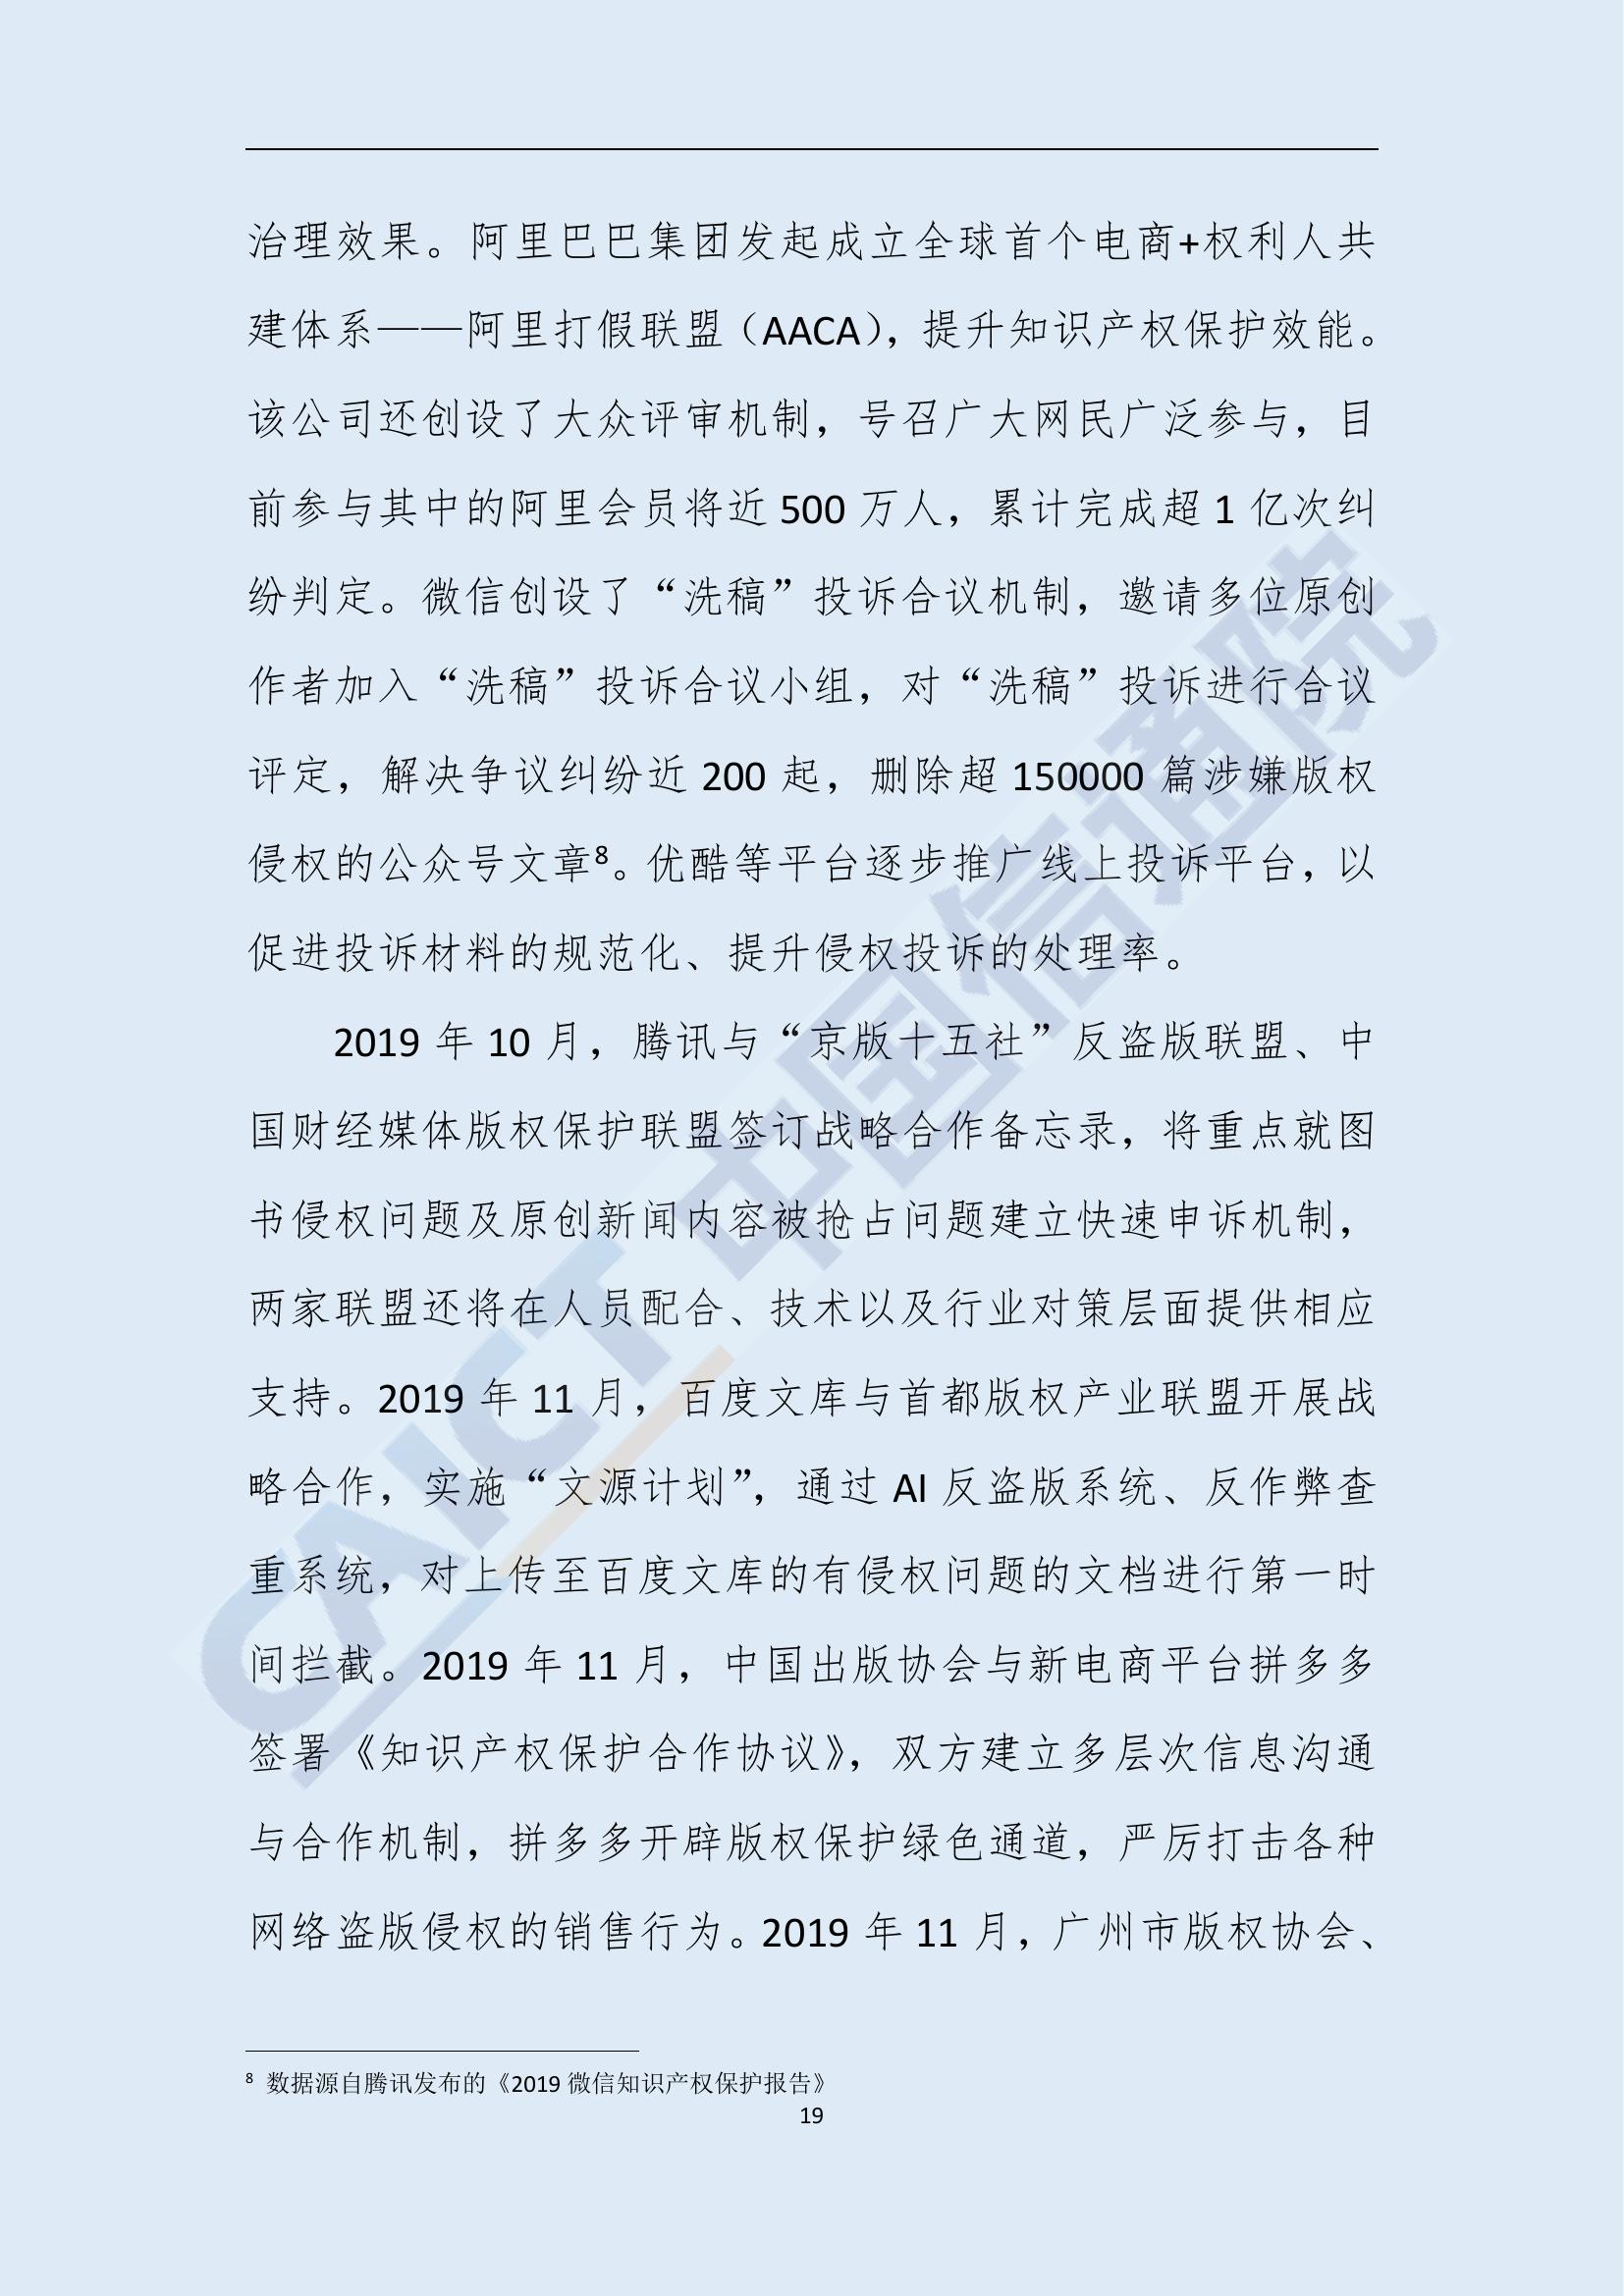 治理效果。阿里巴巴集团发起成立全球首个电商+权利人共
建体系——阿里打假联盟（AACA），提升知识产权保护效能。
该公司还创设了大众评审机制，号召广大网民广泛参与，目
前参与其中的阿里会员将近 500 万人，累计完成超 1 亿次纠
纷判定。微信创设了“洗稿”投诉合议机制，邀请多位原创
作者加入“洗稿”投诉合议小组，对“洗稿”投诉进行合议
评定，解决争议纠纷近 200 起，删除超 150000 篇涉嫌版权
侵权的公众号文章8。优酷等平台逐步推广线上投诉平台，以
促进投诉材料的规范化、提升侵权投诉的处理率。
2019 年 10 月，腾讯与“京版十五社”反盗版联盟、中
国财经媒体版权保护联盟签订战略合作备忘录，将重点就图
书侵权问题及原创新闻内容被抢占问题建立快速申诉机制，
两家联盟还将在人员配合、技术以及行业对策层面提供相应
支持。2019 年 11 月，百度文库与首都版权产业联盟开展战
略合作，实施“文源计划”，通过 AI 反盗版系统、反作弊查
重系统，对上传至百度文库的有侵权问题的文档进行第一时
间拦截。2019 年 11 月，中国出版协会与新电商平台拼多多
签署《知识产权保护合作协议》，双方建立多层次信息沟通
与合作机制，拼多多开辟版权保护绿色通道，严厉打击各种
网络盗版侵权的销售行为。2019 年 11 月，广州市版权协会、
8 数据源自腾讯发布的《2019 微信知识产权保护报告》
19
CAICT 中国信通院